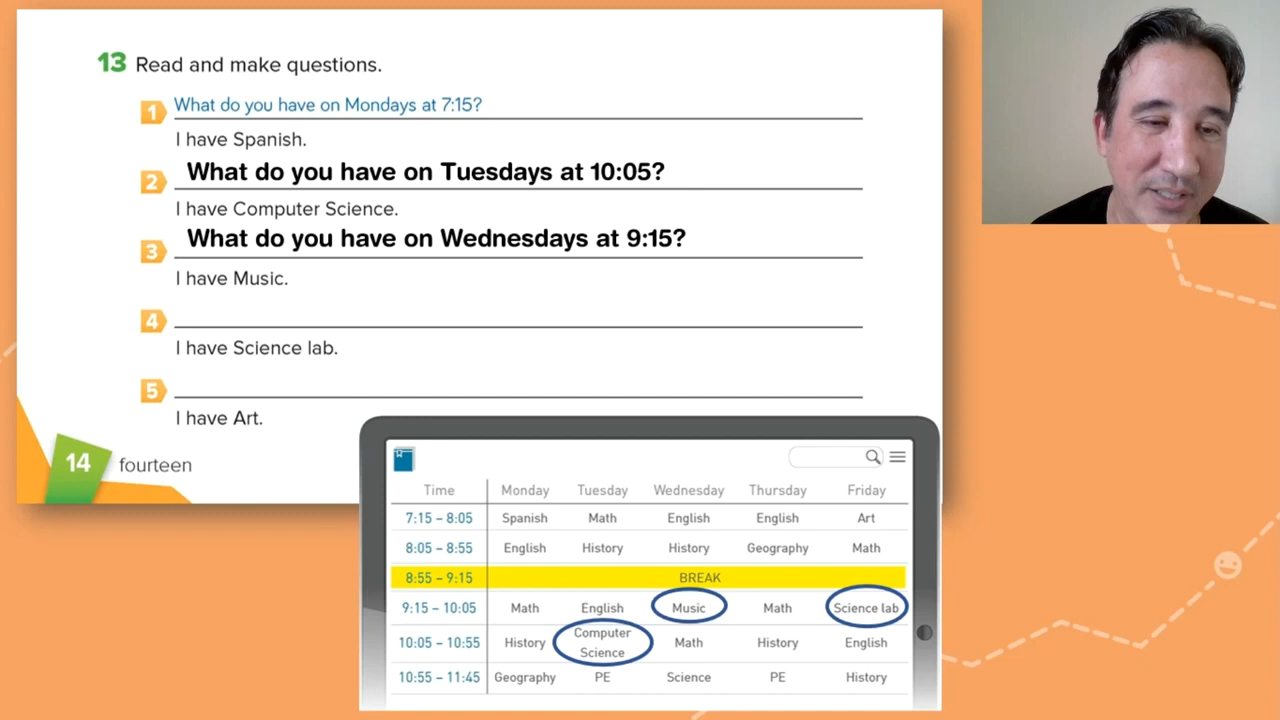 13 Read and make questions.
1 What do you have on Mondays at 7:15?
I have Spanish.
2 What do you have on Tuesdays at 10:05?
I have Computer Science.
3 What do you have on Wednesdays at 9:15?
I have Music.
4
I have Science lab.
5
I have Art.
14 fourteen
Time Monday Tuesday Wednesday Thursday Friday
7:15 – 8:05 Spanish Math English English Art
8:05 – 8:55 English History History Geography Math
8:55 – 9:15 BREAK
9:15 – 10:05 Math English Music Math Science lab
10:05 – 10:55 History Computer Science Math History English
10:55 – 11:45 Geography PE Science PE History